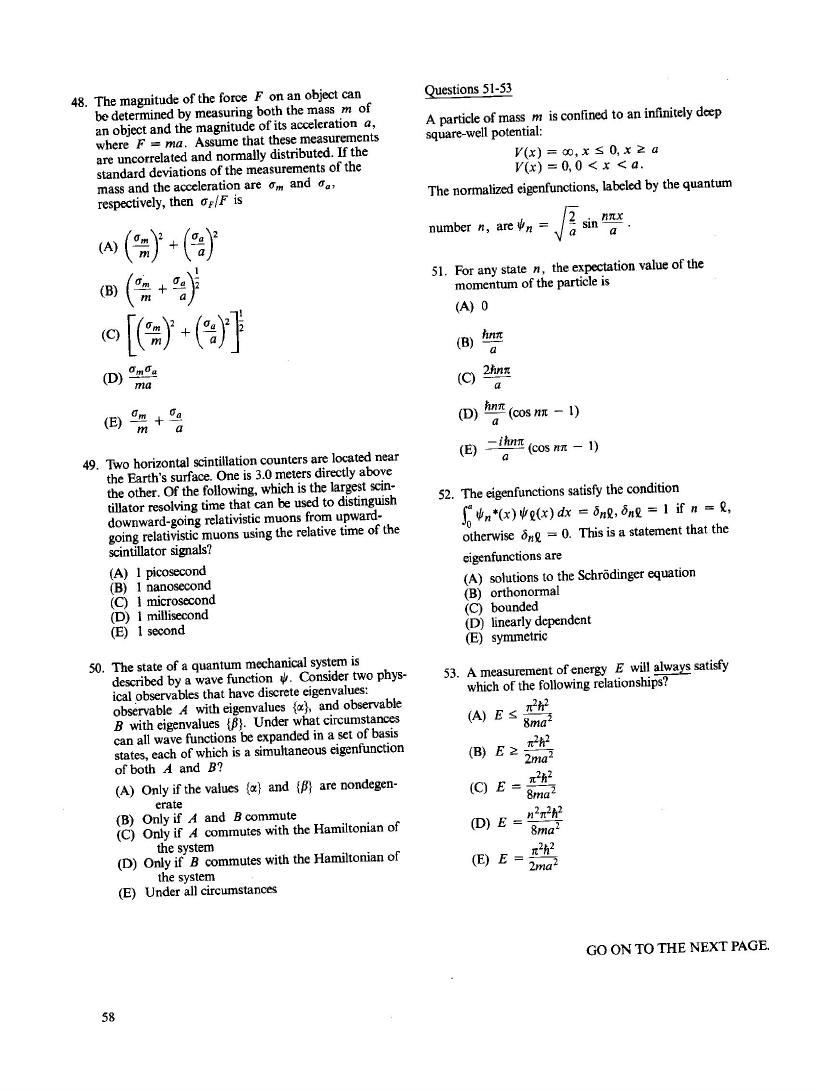 48. The magnitude of the force F on an object can
be determined by measuring both the mass m of
an object and the magnitude of its acceleration a,
where F = ma. Assume that these measurements
are uncorrelated and normally distributed. If the
standard deviations of the measurements of the
mass and the acceleration are σm and σa,
respectively, then σF/F is
(A) (σm/m)² + (σa/a)²
(B) (σm/m + σa/a)^(1/2)
(C) [(σm/m)² + (σa/a)²]^(1/2)
(D) σmσa/ma
(E) σm/m + σa/a
49. Two horizontal scintillation counters are located near
the Earth's surface. One is 3.0 meters directly above
the other. Of the following, which is the largest scin-
tillator resolving time that can be used to distinguish
downward-going relativistic muons from upward-
going relativistic muons using the relative time of the
scintillator signals?
(A) 1 picosecond
(B) 1 nanosecond
(C) 1 microsecond
(D) 1 millisecond
(E) 1 second
50. The state of a quantum mechanical system is
described by a wave function ψ. Consider two phys-
ical observables that have discrete eigenvalues:
observable A with eigenvalues {α}, and observable
B with eigenvalues {β}. Under what circumstances
can all wave functions be expanded in a set of basis
states, each of which is a simultaneous eigenfunction
of both A and B?
(A) Only if the values {α} and {β} are nondegen-
erate
(B) Only if A and B commute
(C) Only if A commutes with the Hamiltonian of
the system
(D) Only if B commutes with the Hamiltonian of
the system
(E) Under all circumstances
Questions 51-53
A particle of mass m is confined to an infinitely deep
square-well potential:
V(x) = ∞, x ≤ 0, x ≥ a
V(x) = 0, 0 < x < a.
The normalized eigenfunctions, labeled by the quantum
number n, are ψn = √(2/a) sin nπx/a.
51. For any state n, the expectation value of the
momentum of the particle is
(A) 0
(B) ħnπ/a
(C) 2ħnπ/a
(D) ħnπ/a (cos nπ − 1)
(E) −iħnπ/a (cos nπ − 1)
52. The eigenfunctions satisfy the condition
∫₀ᵃ ψn*(x) ψℓ(x) dx = δnℓ, δnℓ = 1 if n = ℓ,
otherwise δnℓ = 0. This is a statement that the
eigenfunctions are
(A) solutions to the Schrödinger equation
(B) orthonormal
(C) bounded
(D) linearly dependent
(E) symmetric
53. A measurement of energy E will always satisfy
which of the following relationships?
(A) E ≤ π²ħ²/8ma²
(B) E ≥ π²ħ²/2ma²
(C) E = π²ħ²/8ma²
(D) E = n²π²ħ²/8ma²
(E) E = π²ħ²/2ma²
GO ON TO THE NEXT PAGE.
58